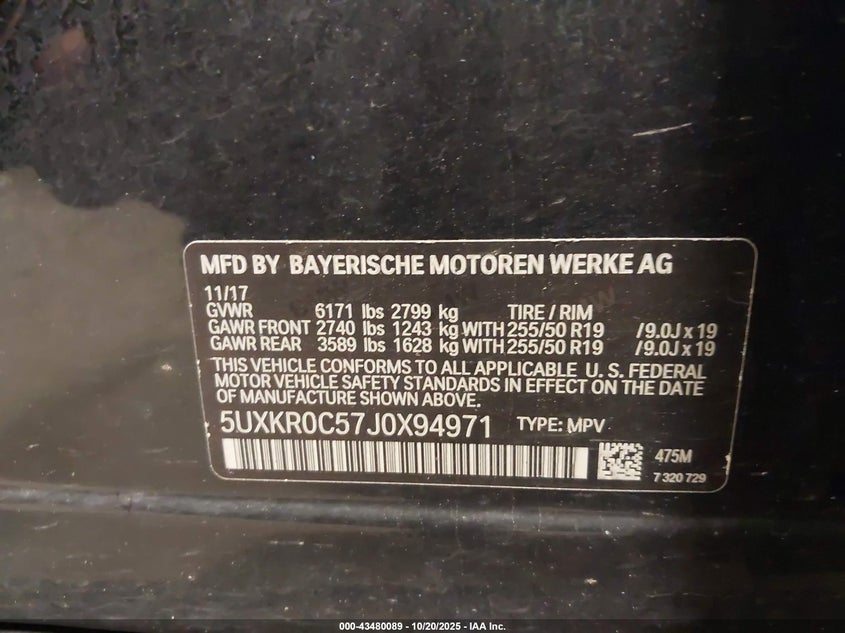 MFD BY BAYERISCHE MOTOREN WERKE AG
11/17
GVWR 6171 lbs 2799 kg TIRE / RIM
GAWR FRONT 2740 lbs 1243 kg WITH 255/50 R19 /9.0J x 19
GAWR REAR 3589 lbs 1628 kg WITH 255/50 R19 /9.0J x 19
THIS VEHICLE CONFORMS TO ALL APPLICABLE U. S. FEDERAL
MOTOR VEHICLE SAFETY STANDARDS IN EFFECT ON THE DATE
OF MANUFACTURE SHOWN ABOVE.
5UXKR0C57J0X94971 TYPE: MPV
475M
7 320 729
000-43480089 - 10/20/2025 - IAA Inc.